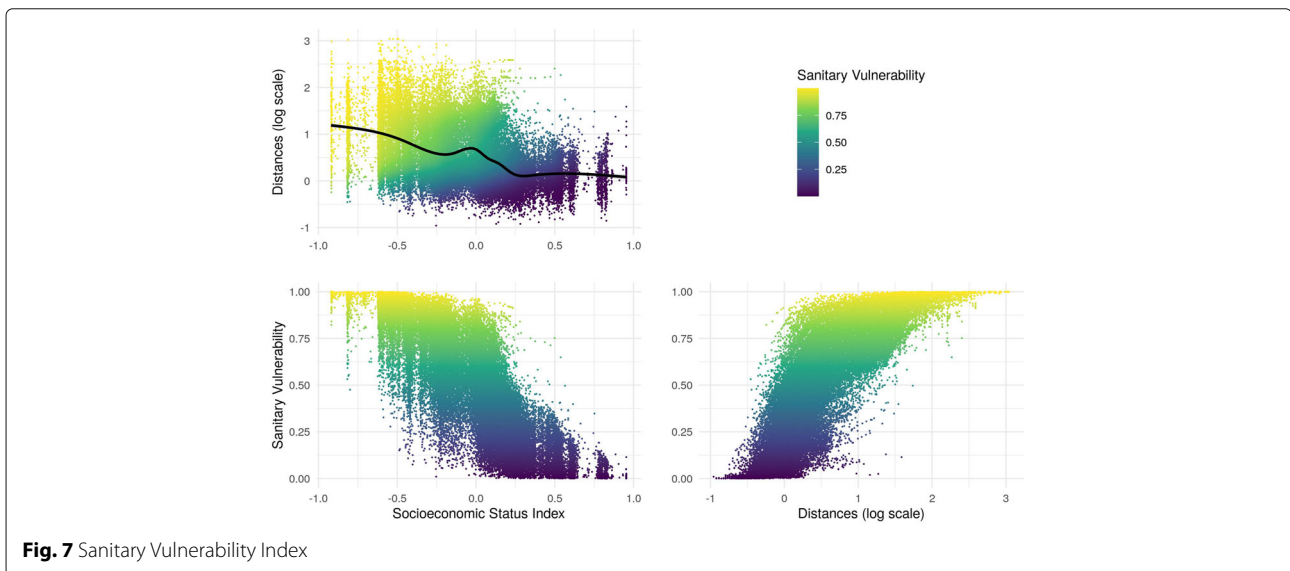 Distances (log scale)
3
2
1
0
-1
-1.0 -0.5 0.0 0.5 1.0
Sanitary Vulnerability
0.75
0.50
0.25
Sanitary Vulnerability
1.00
0.75
0.50
0.25
0.00
-1.0 -0.5 0.0 0.5 1.0
Socioeconomic Status Index
1.00
0.75
0.50
0.25
0.00
-1 0 1 2 3
Distances (log scale)
Fig. 7 Sanitary Vulnerability Index